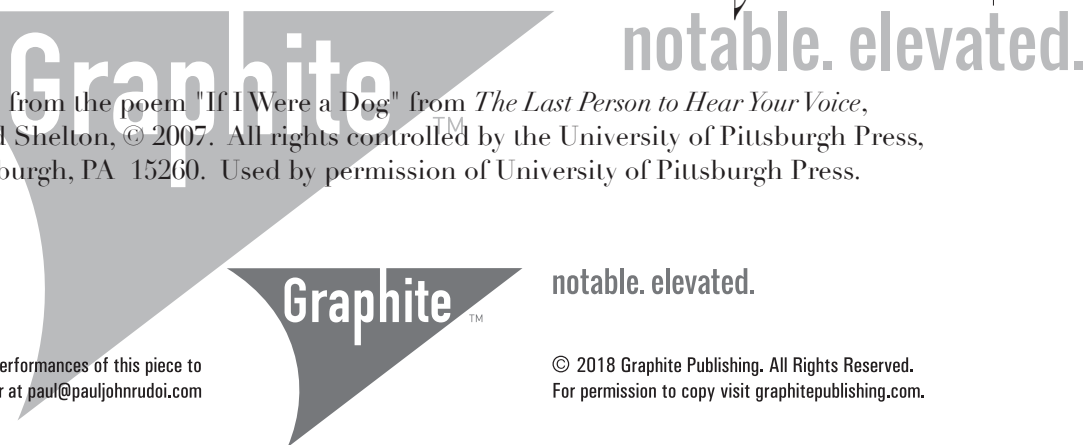 notable. elevated.
Graphite
from the poem "If I Were a Dog" from The Last Person to Hear Your Voice,
TM
Shelton, © 2007. All rights controlled by the University of Pittsburgh Press,
PA 15260. Used by permission of University of Pittsburgh Press.
Graphite TM
notable. elevated.
of this piece to
at paul@pauljohnrudoi.com
© 2018 Graphite Publishing. All Rights Reserved.
For permission to copy visit graphitepublishing.com.